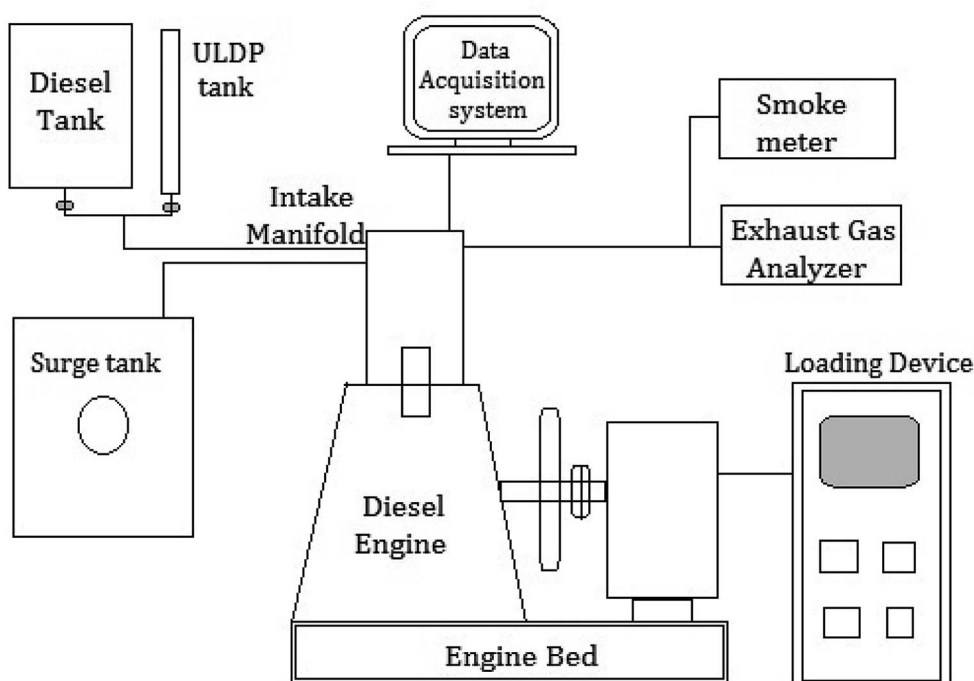 Diesel
Tank
ULDP
tank
Data
Acquisition
system
Smoke
meter
Intake
Manifold
Exhaust Gas
Analyzer
Surge tank
Loading Device
Diesel
Engine
Engine Bed